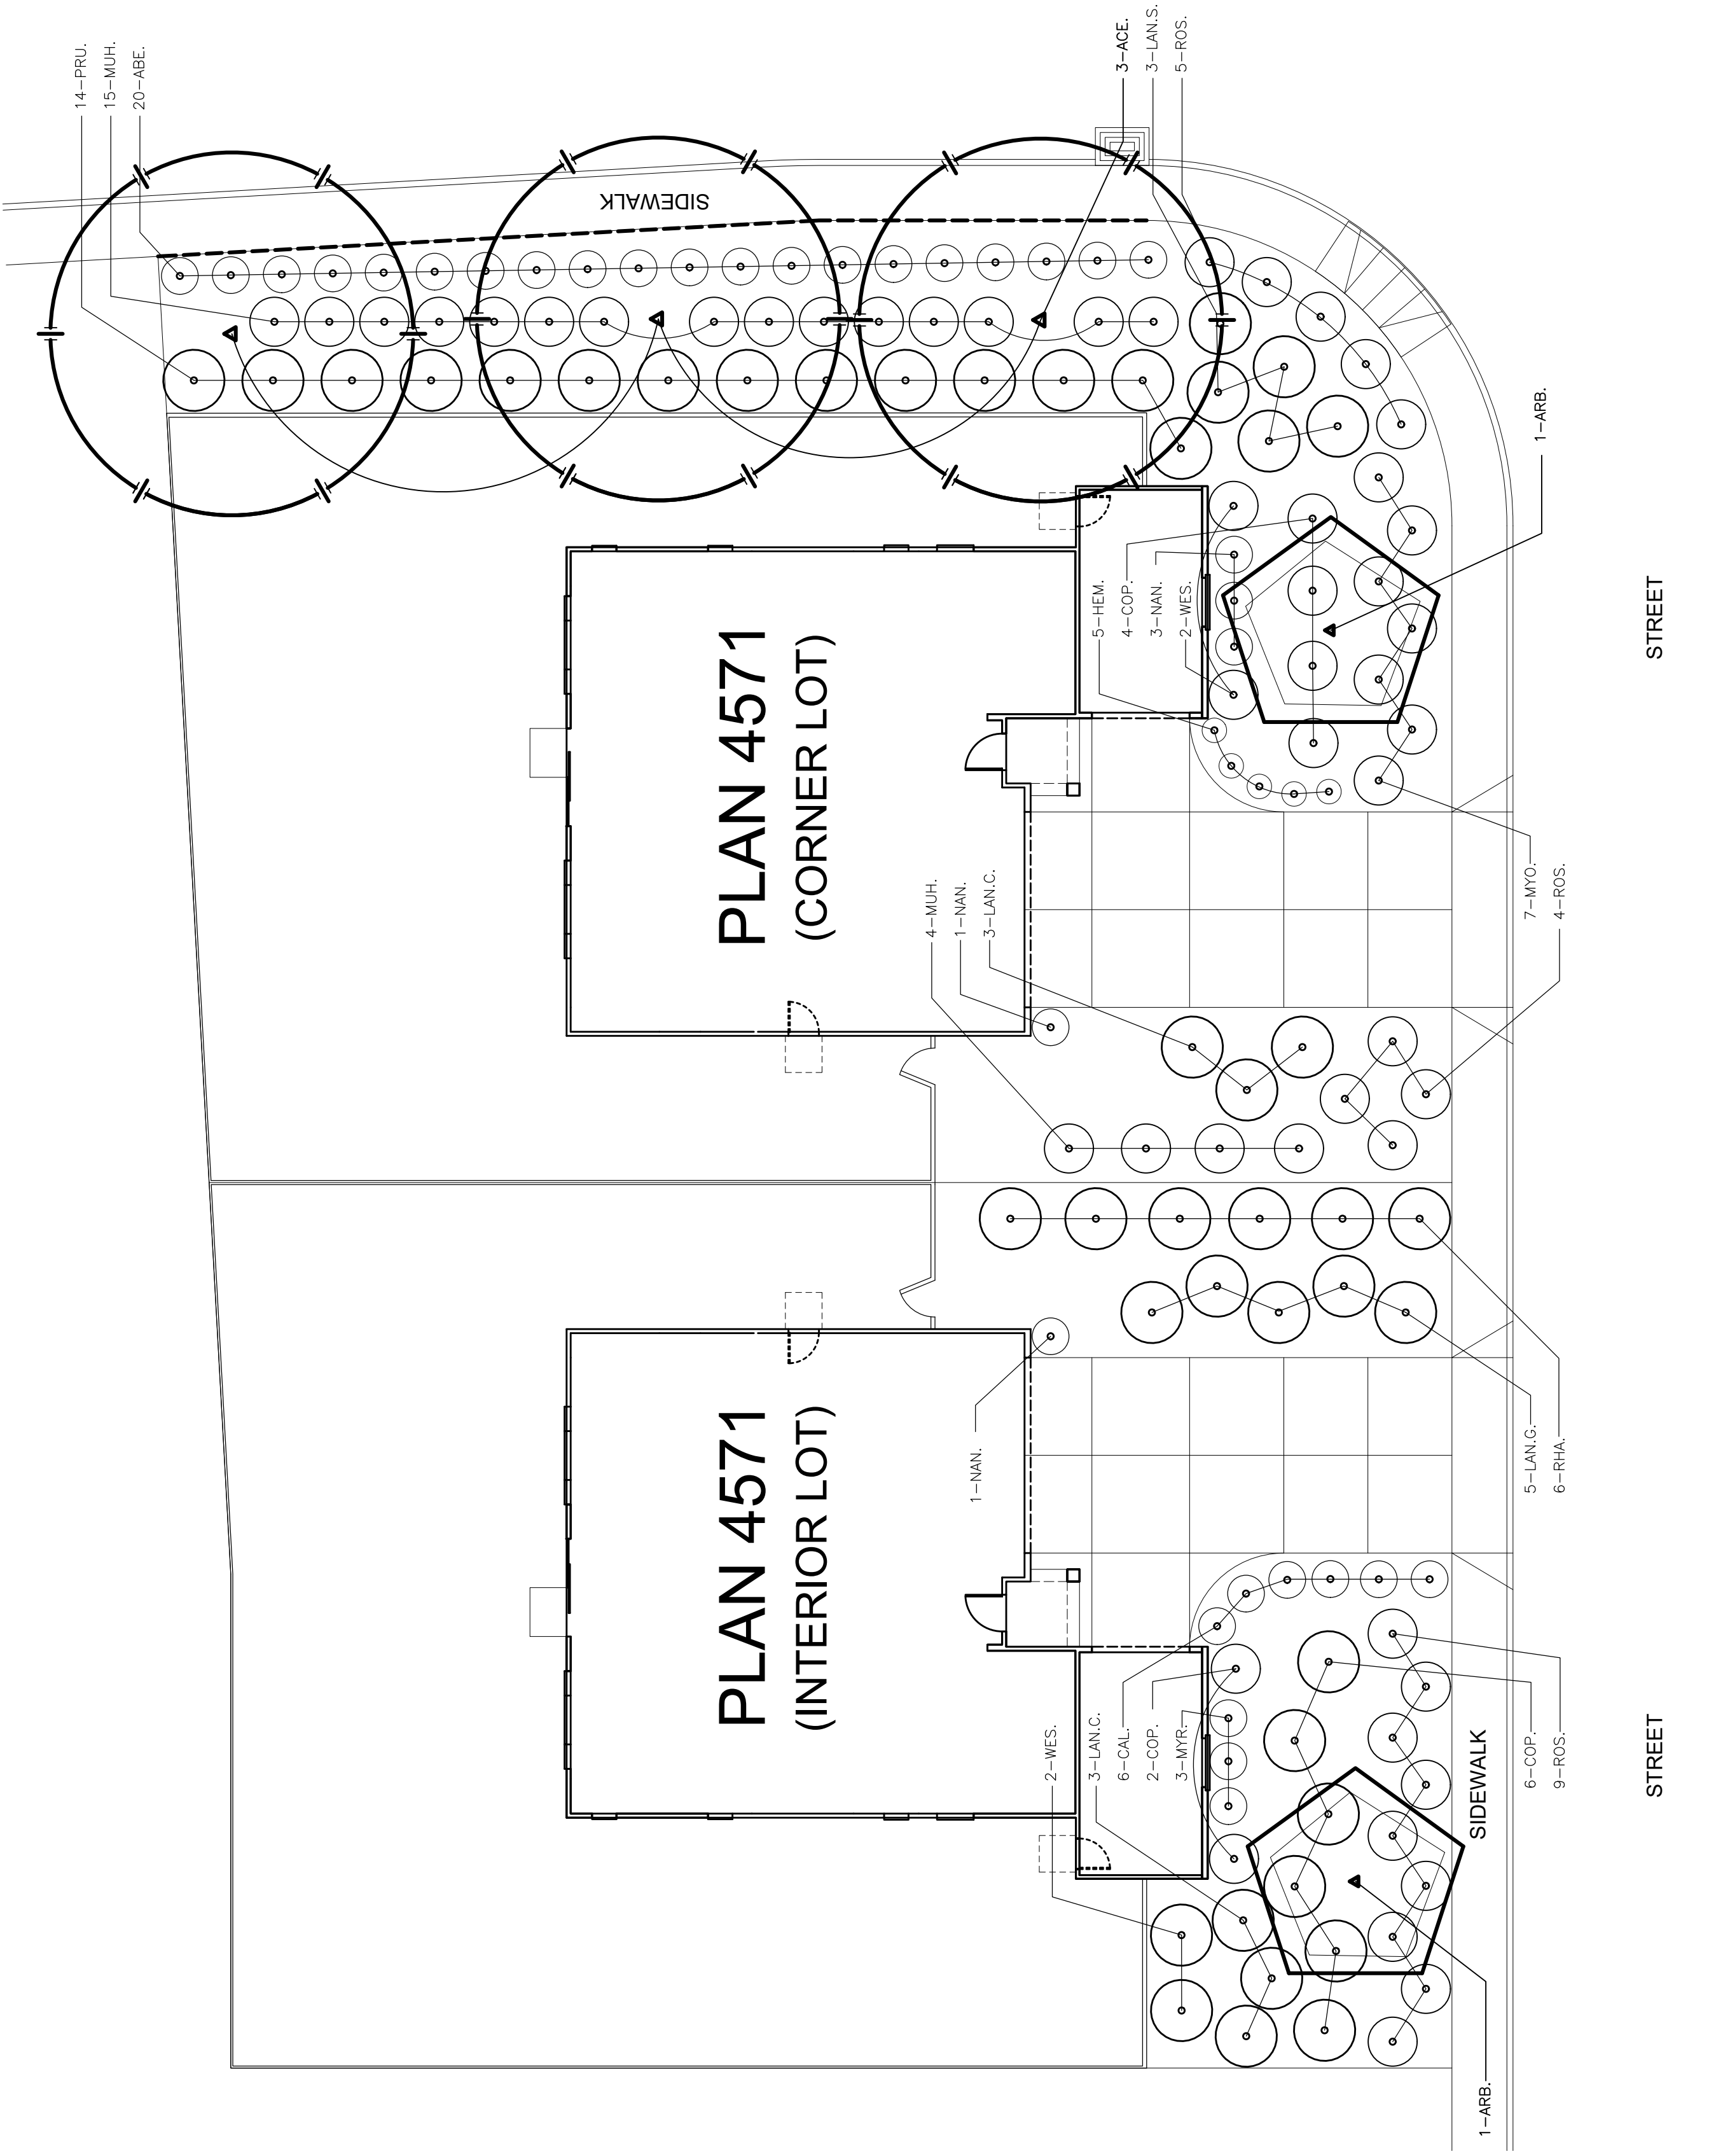 14-PRU.
15-MUH.
20-ABE.
3-ACE.
3-LAN.S.
5-ROS.
SIDEWALK
1-ARB.
5-HEM.
4-COP.
3-NAN.
2-WES.
PLAN 4571
(CORNER LOT)
STREET
4-MUH.
1-NAN.
3-LAN.C.
7-MYO.
4-ROS.
1-NAN.
5-LAN.G.
6-RHA.
PLAN 4571
(INTERIOR LOT)
2-WES.
3-LAN.C.
6-CAL.
2-COP.
3-MYR.
SIDEWALK
6-COP.
9-ROS.
STREET
1-ARB.